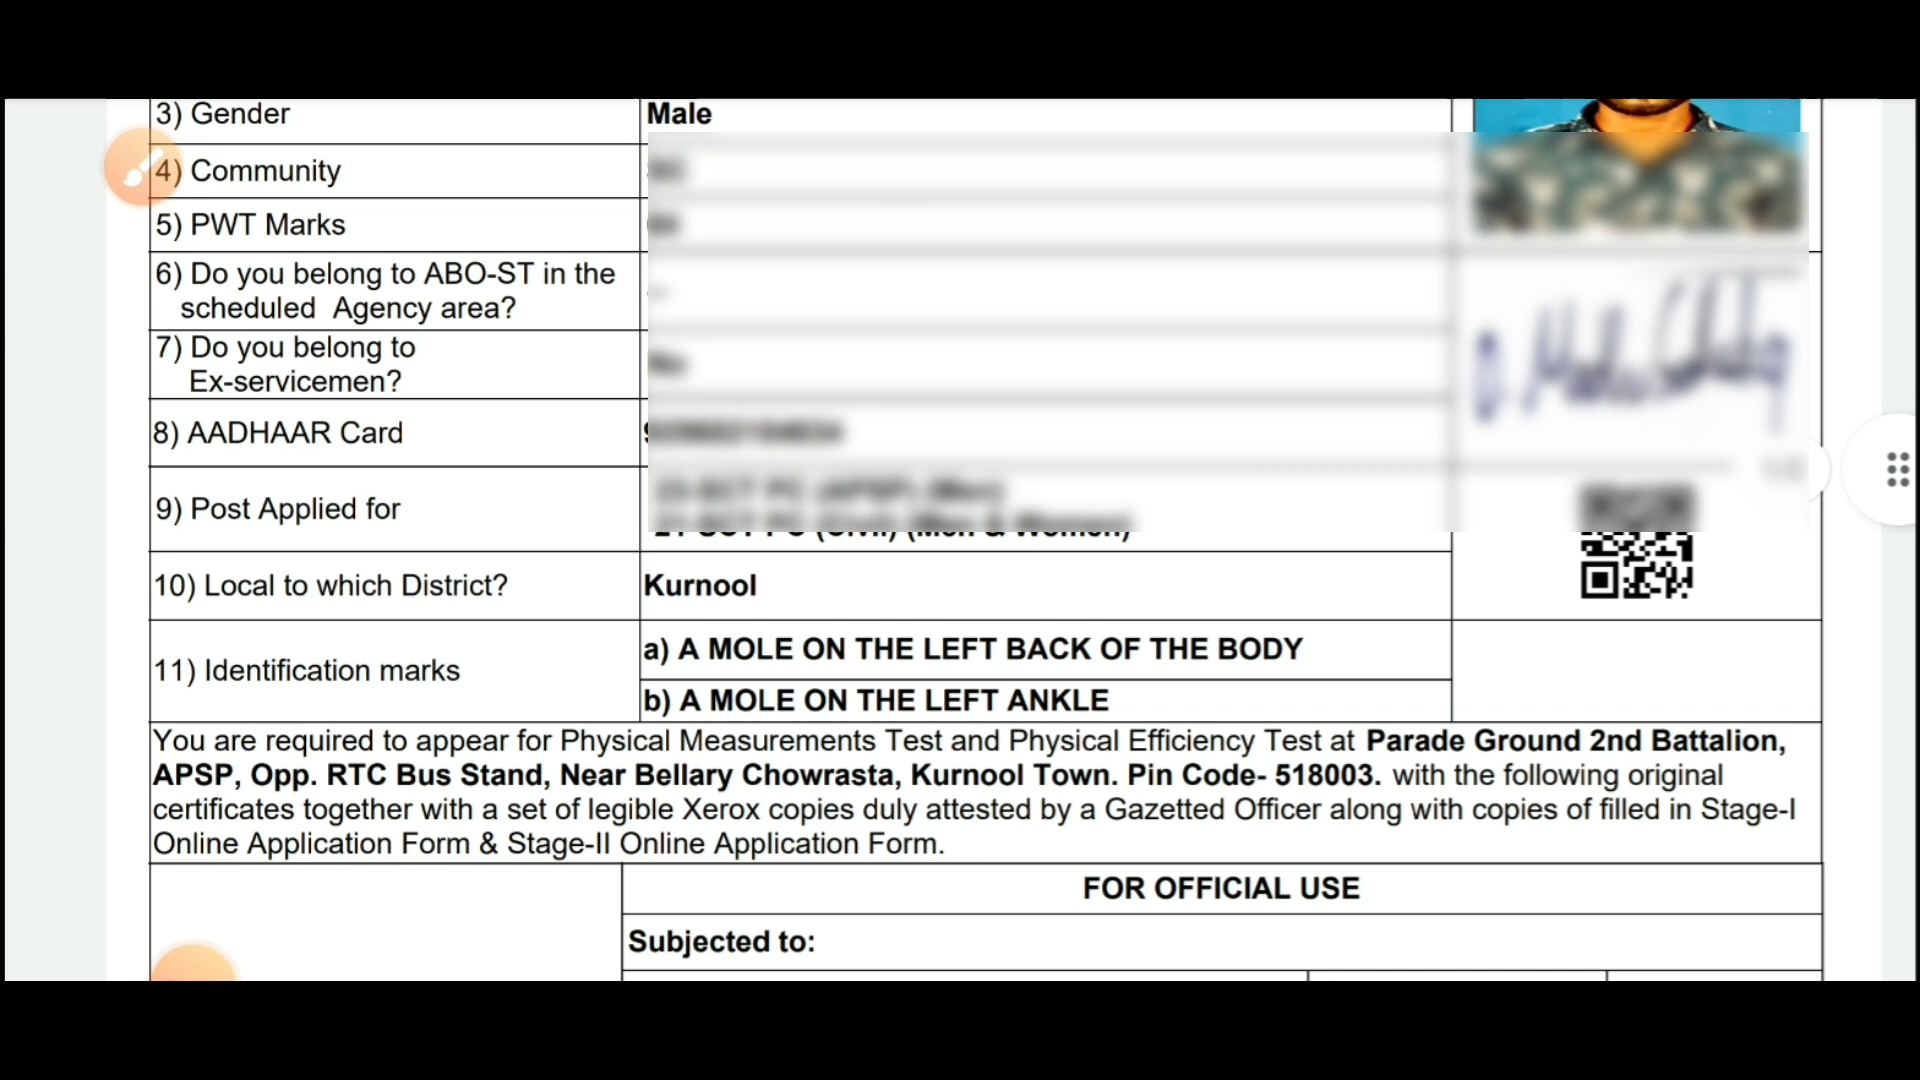 3) Gender
Male
4) Community
5) PWT Marks
6) Do you belong to ABO-ST in the
scheduled Agency area?
7) Do you belong to
Ex-servicemen?
8) AADHAAR Card
9) Post Applied for
10) Local to which District?
Kurnool
11) Identification marks
a) A MOLE ON THE LEFT BACK OF THE BODY
b) A MOLE ON THE LEFT ANKLE
You are required to appear for Physical Measurements Test and Physical Efficiency Test at Parade Ground 2nd Battalion,
APSP, Opp. RTC Bus Stand, Near Bellary Chowrasta, Kurnool Town. Pin Code- 518003. with the following original
certificates together with a set of legible Xerox copies duly attested by a Gazetted Officer along with copies of filled in Stage-I
Online Application Form & Stage-II Online Application Form.
FOR OFFICIAL USE
Subjected to: